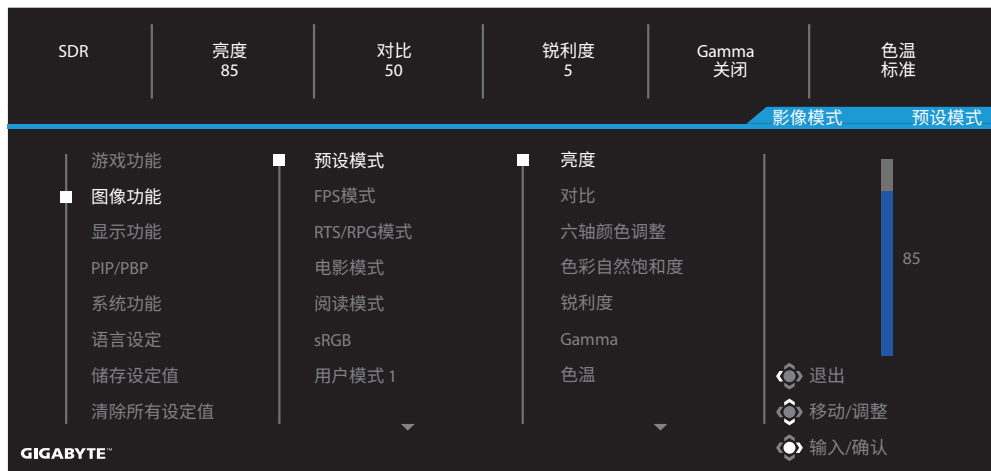 SDR
亮度
85
对比
50
锐利度
5
Gamma
关闭
色温
标准
影像模式 预设模式
游戏功能
图像功能
显示功能
PIP/PBP
系统功能
语言设定
储存设定值
清除所有设定值
预设模式
FPS模式
RTS/RPG模式
电影模式
阅读模式
sRGB
用户模式 1
亮度
对比
六轴颜色调整
色彩自然饱和度
锐利度
Gamma
色温
85
退出
移动/调整
输入/确认
GIGABYTE™